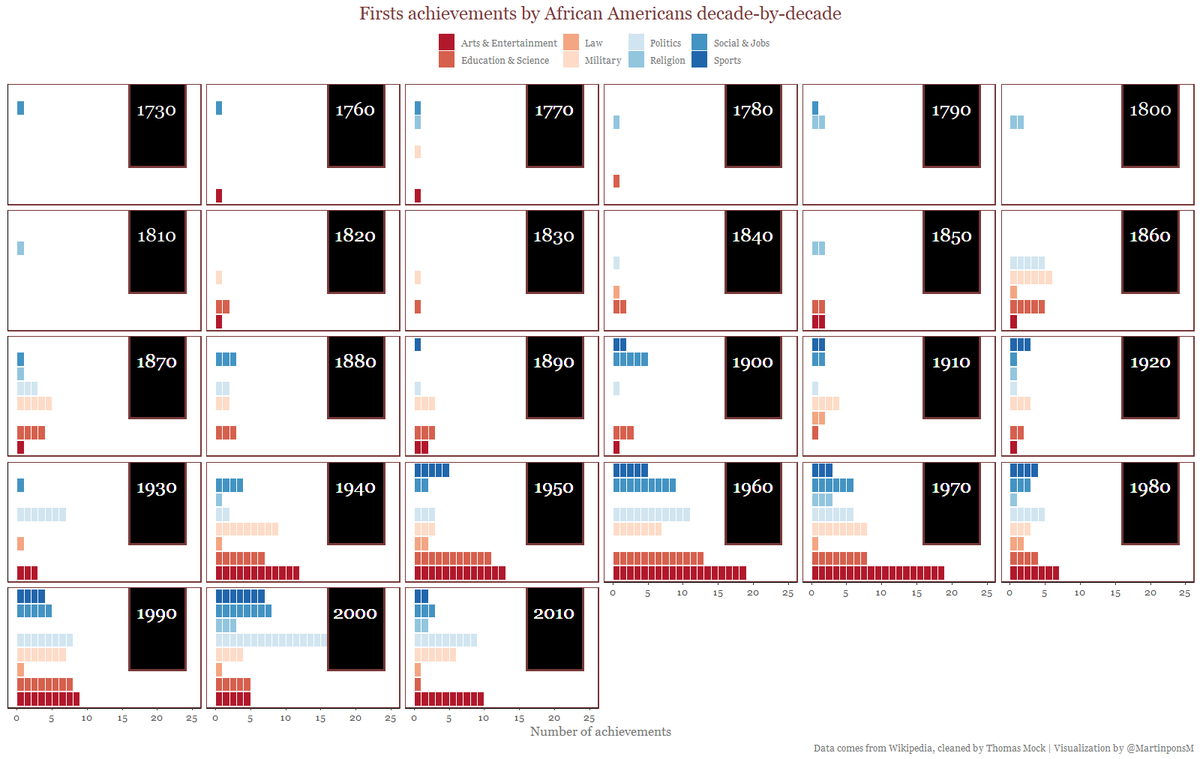 Firsts achievements by African Americans decade-by-decade
Arts & Entertainment Law Politics Social & Jobs
Education & Science Military Religion Sports
1730 1760 1770 1780 1790 1800
1810 1820 1830 1840 1850 1860
1870 1880 1890 1900 1910 1920
1930 1940 1950 1960 1970 1980
0 5 10 15 20 25 0 5 10 15 20 25 0 5 10 15 20 25
1990 2000 2010
0 5 10 15 20 25 0 5 10 15 20 25 0 5 10 15 20 25
Number of achievements
Data comes from Wikipedia, cleaned by Thomas Mock | Visualization by @MartinponsM